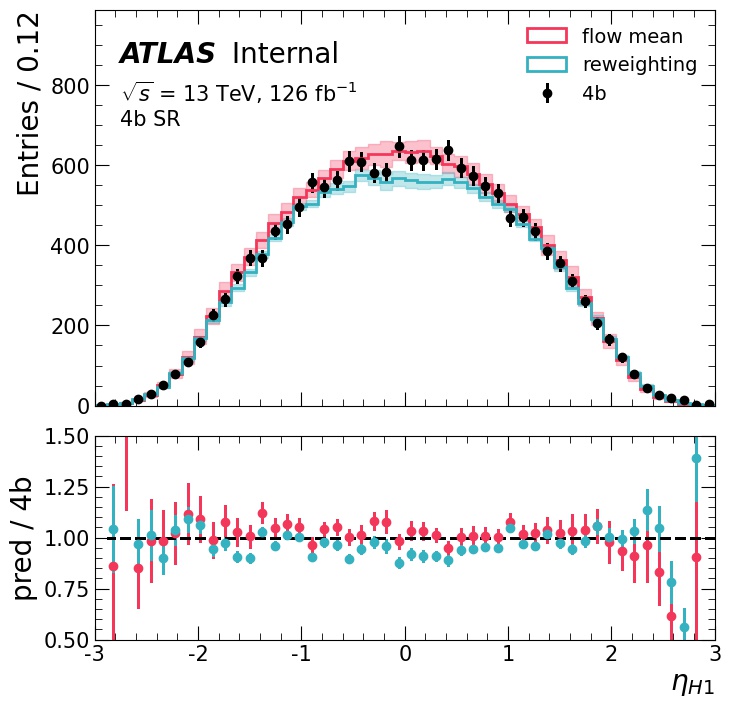 Entries / 0.12
800
600
400
200
0
ATLAS Internal
√s = 13 TeV, 126 fb⁻¹
4b SR
flow mean
reweighting
4b
pred / 4b
1.50
1.25
1.00
0.75
0.50
-3 -2 -1 0 1 2 3
η_{H1}